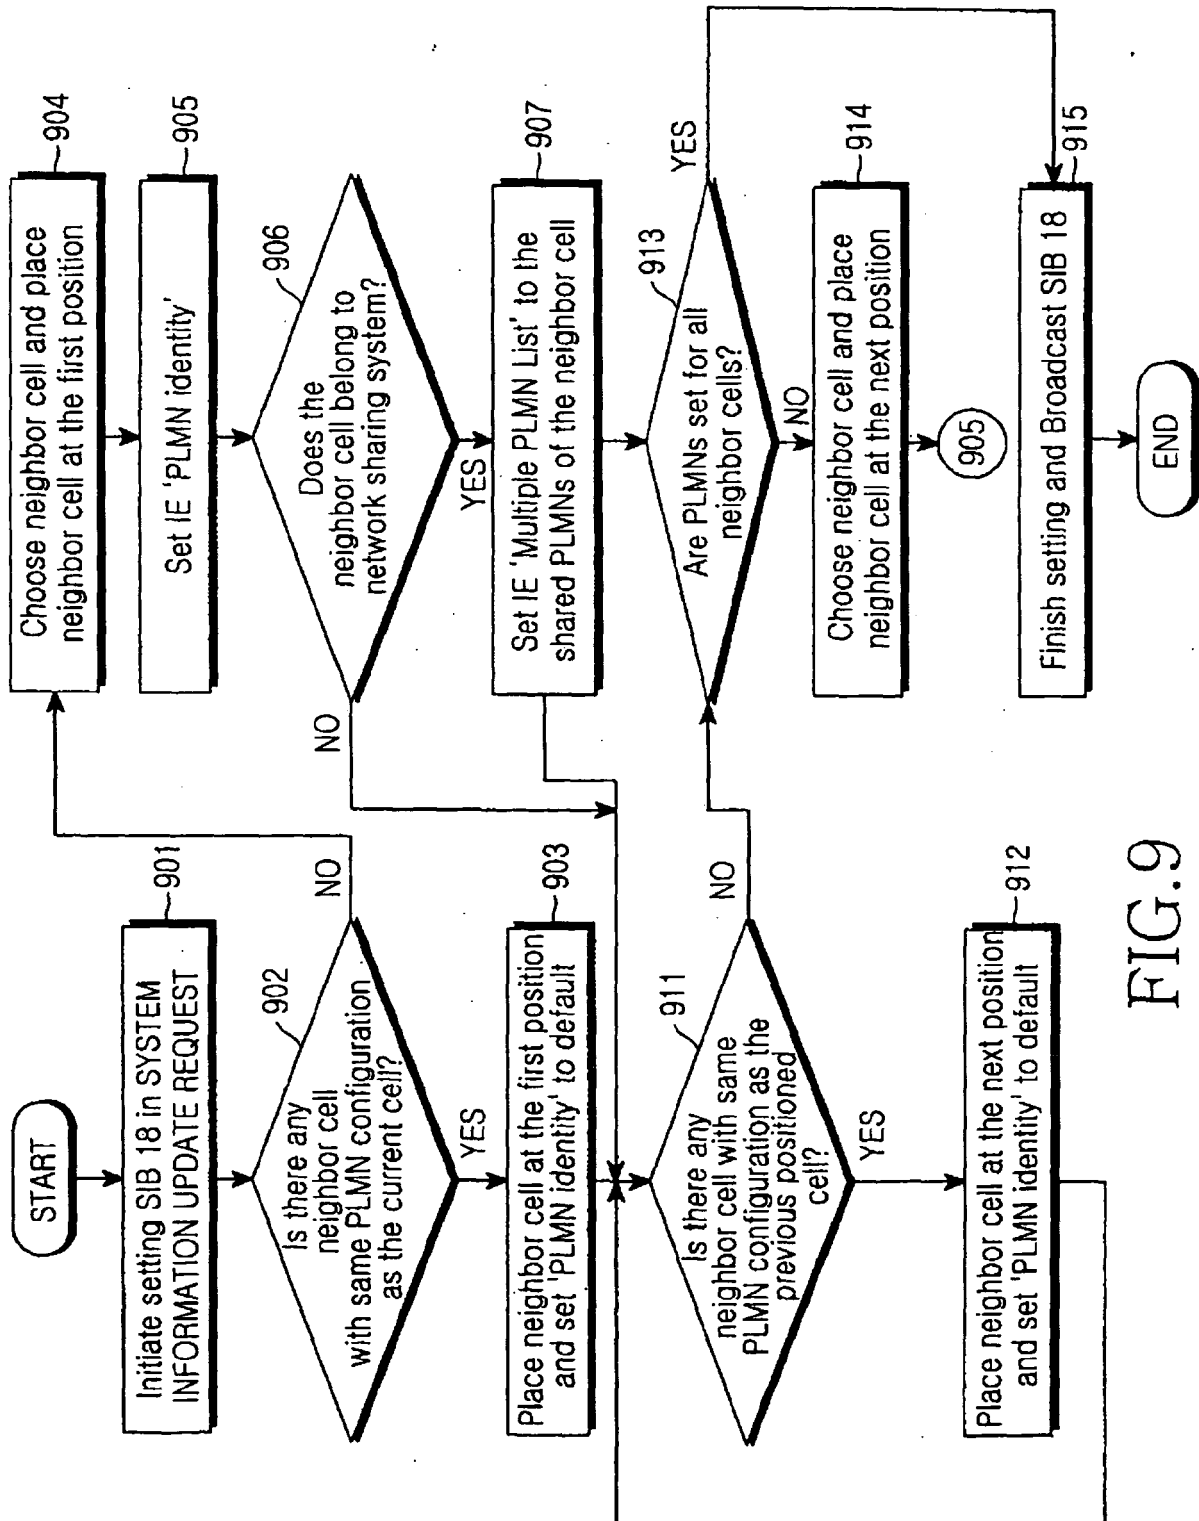 START
901
Initiate setting SIB 18 in SYSTEM
INFORMATION UPDATE REQUEST
902
Is there any
neighbor cell
with same PLMN configuration
as the current cell?
NO
YES
903
Place neighbor cell at the first position
and set 'PLMN identity' to default
911
Is there any
neighbor cell with same
PLMN configuration as the
previous positioned
cell?
NO
YES
912
Place neighbor cell at the next position
and set 'PLMN identity' to default
904
Choose neighbor cell and place
neighbor cell at the first position
905
Set IE 'PLMN identity'
906
Does the
neighbor cell belong to
network sharing system?
NO
YES
907
Set IE 'Multiple PLMN List' to the
shared PLMNs of the neighbor cell
913
Are PLMNs set for all
neighbor cells?
YES
NO
914
Choose neighbor cell and place
neighbor cell at the next position
905
915
Finish setting and Broadcast SIB 18
END
FIG.9